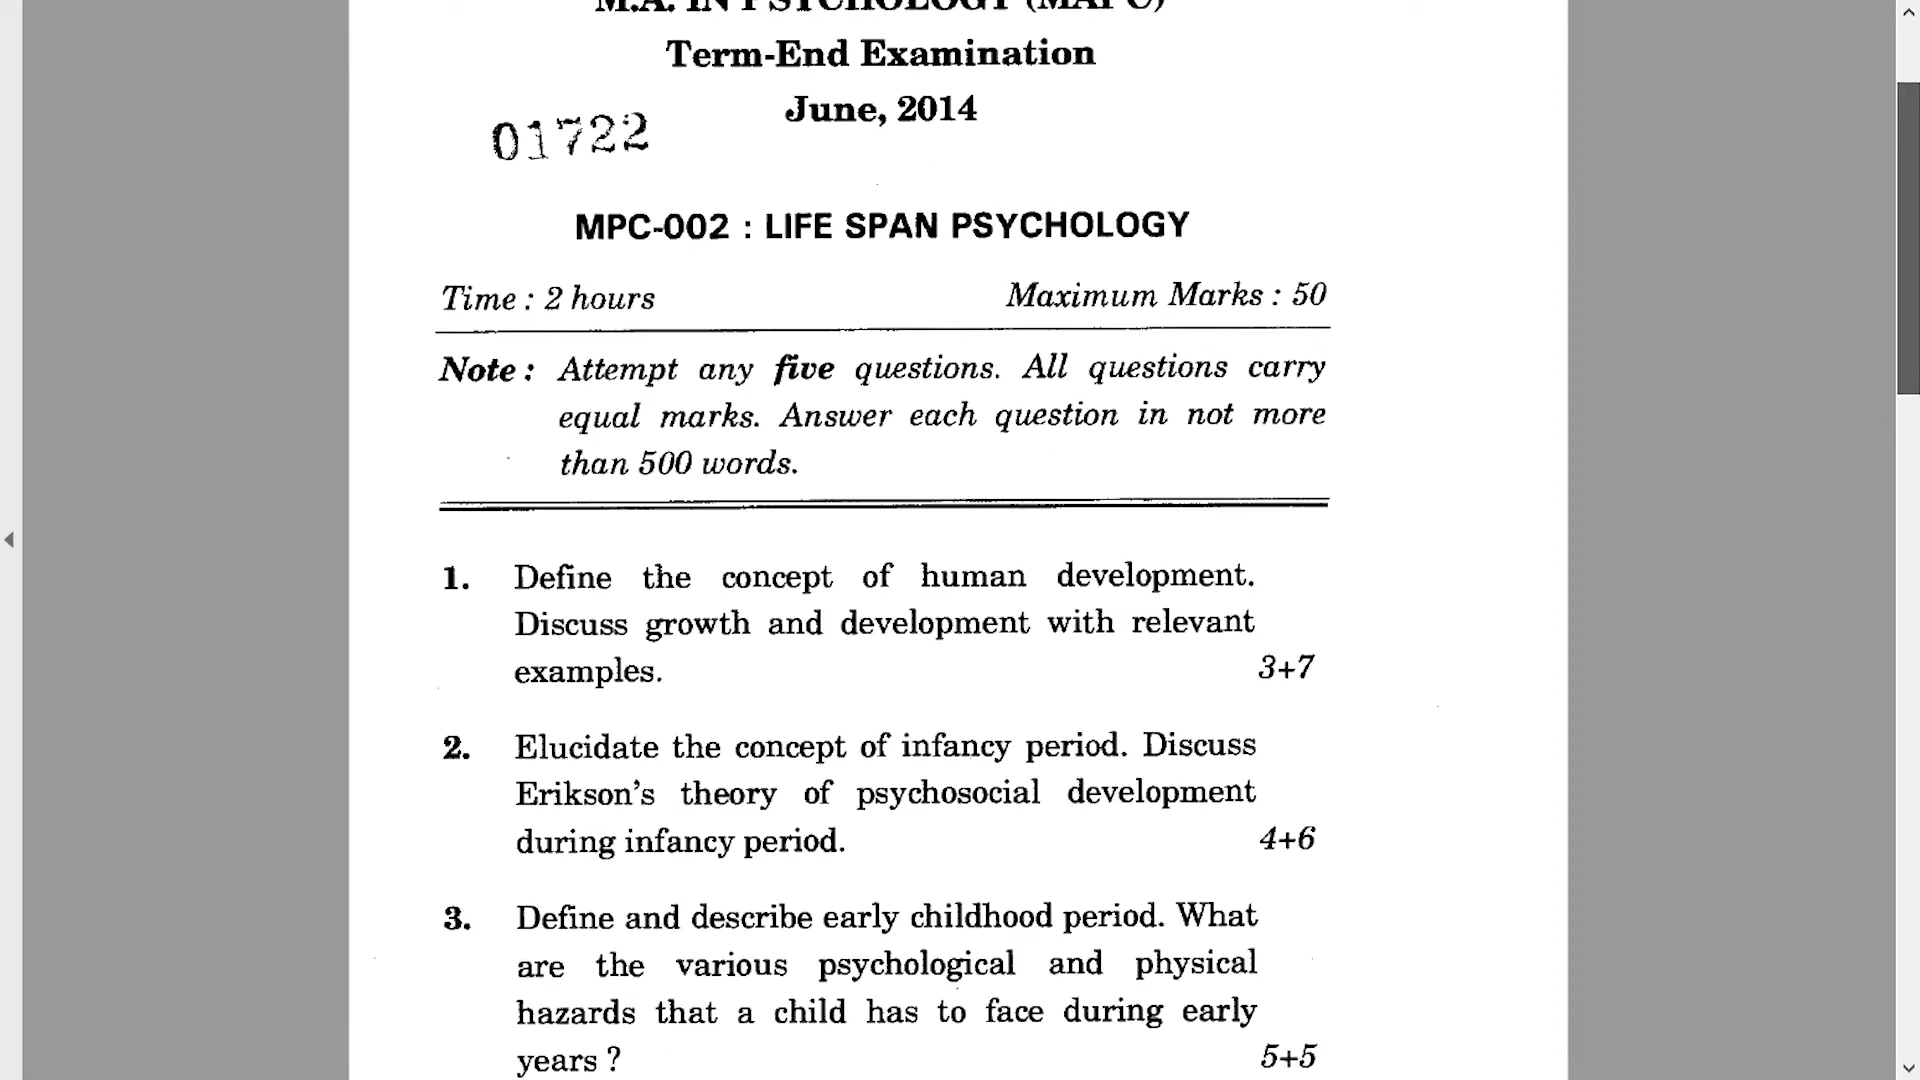 M.A. IN PSYCHOLOGY (MAPC)
Term-End Examination
June, 2014
01722
MPC-002 : LIFE SPAN PSYCHOLOGY
Time : 2 hours Maximum Marks : 50
Note : Attempt any five questions. All questions carry
equal marks. Answer each question in not more
than 500 words.
1. Define the concept of human development.
Discuss growth and development with relevant
examples. 3+7
2. Elucidate the concept of infancy period. Discuss
Erikson's theory of psychosocial development
during infancy period. 4+6
3. Define and describe early childhood period. What
are the various psychological and physical
hazards that a child has to face during early
years ? 5+5